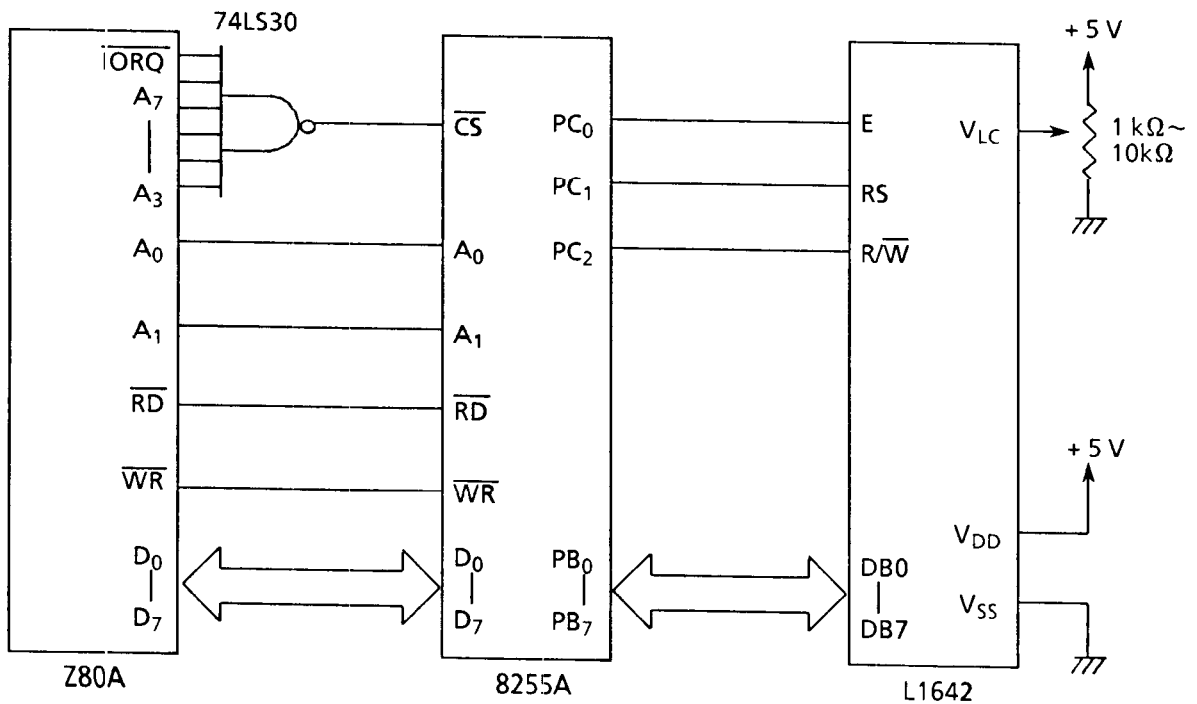 74LS30
+ 5 V
IORQ
A7
A3
A0
A1
RD
WR
D0
D7
Z80A
CS
A0
A1
RD
WR
D0
D7
PC0
PC1
PC2
PB0
PB7
8255A
E
RS
R/W
DB0
DB7
VLC
VDD
VSS
L1642
1 kΩ~
10kΩ
+ 5 V